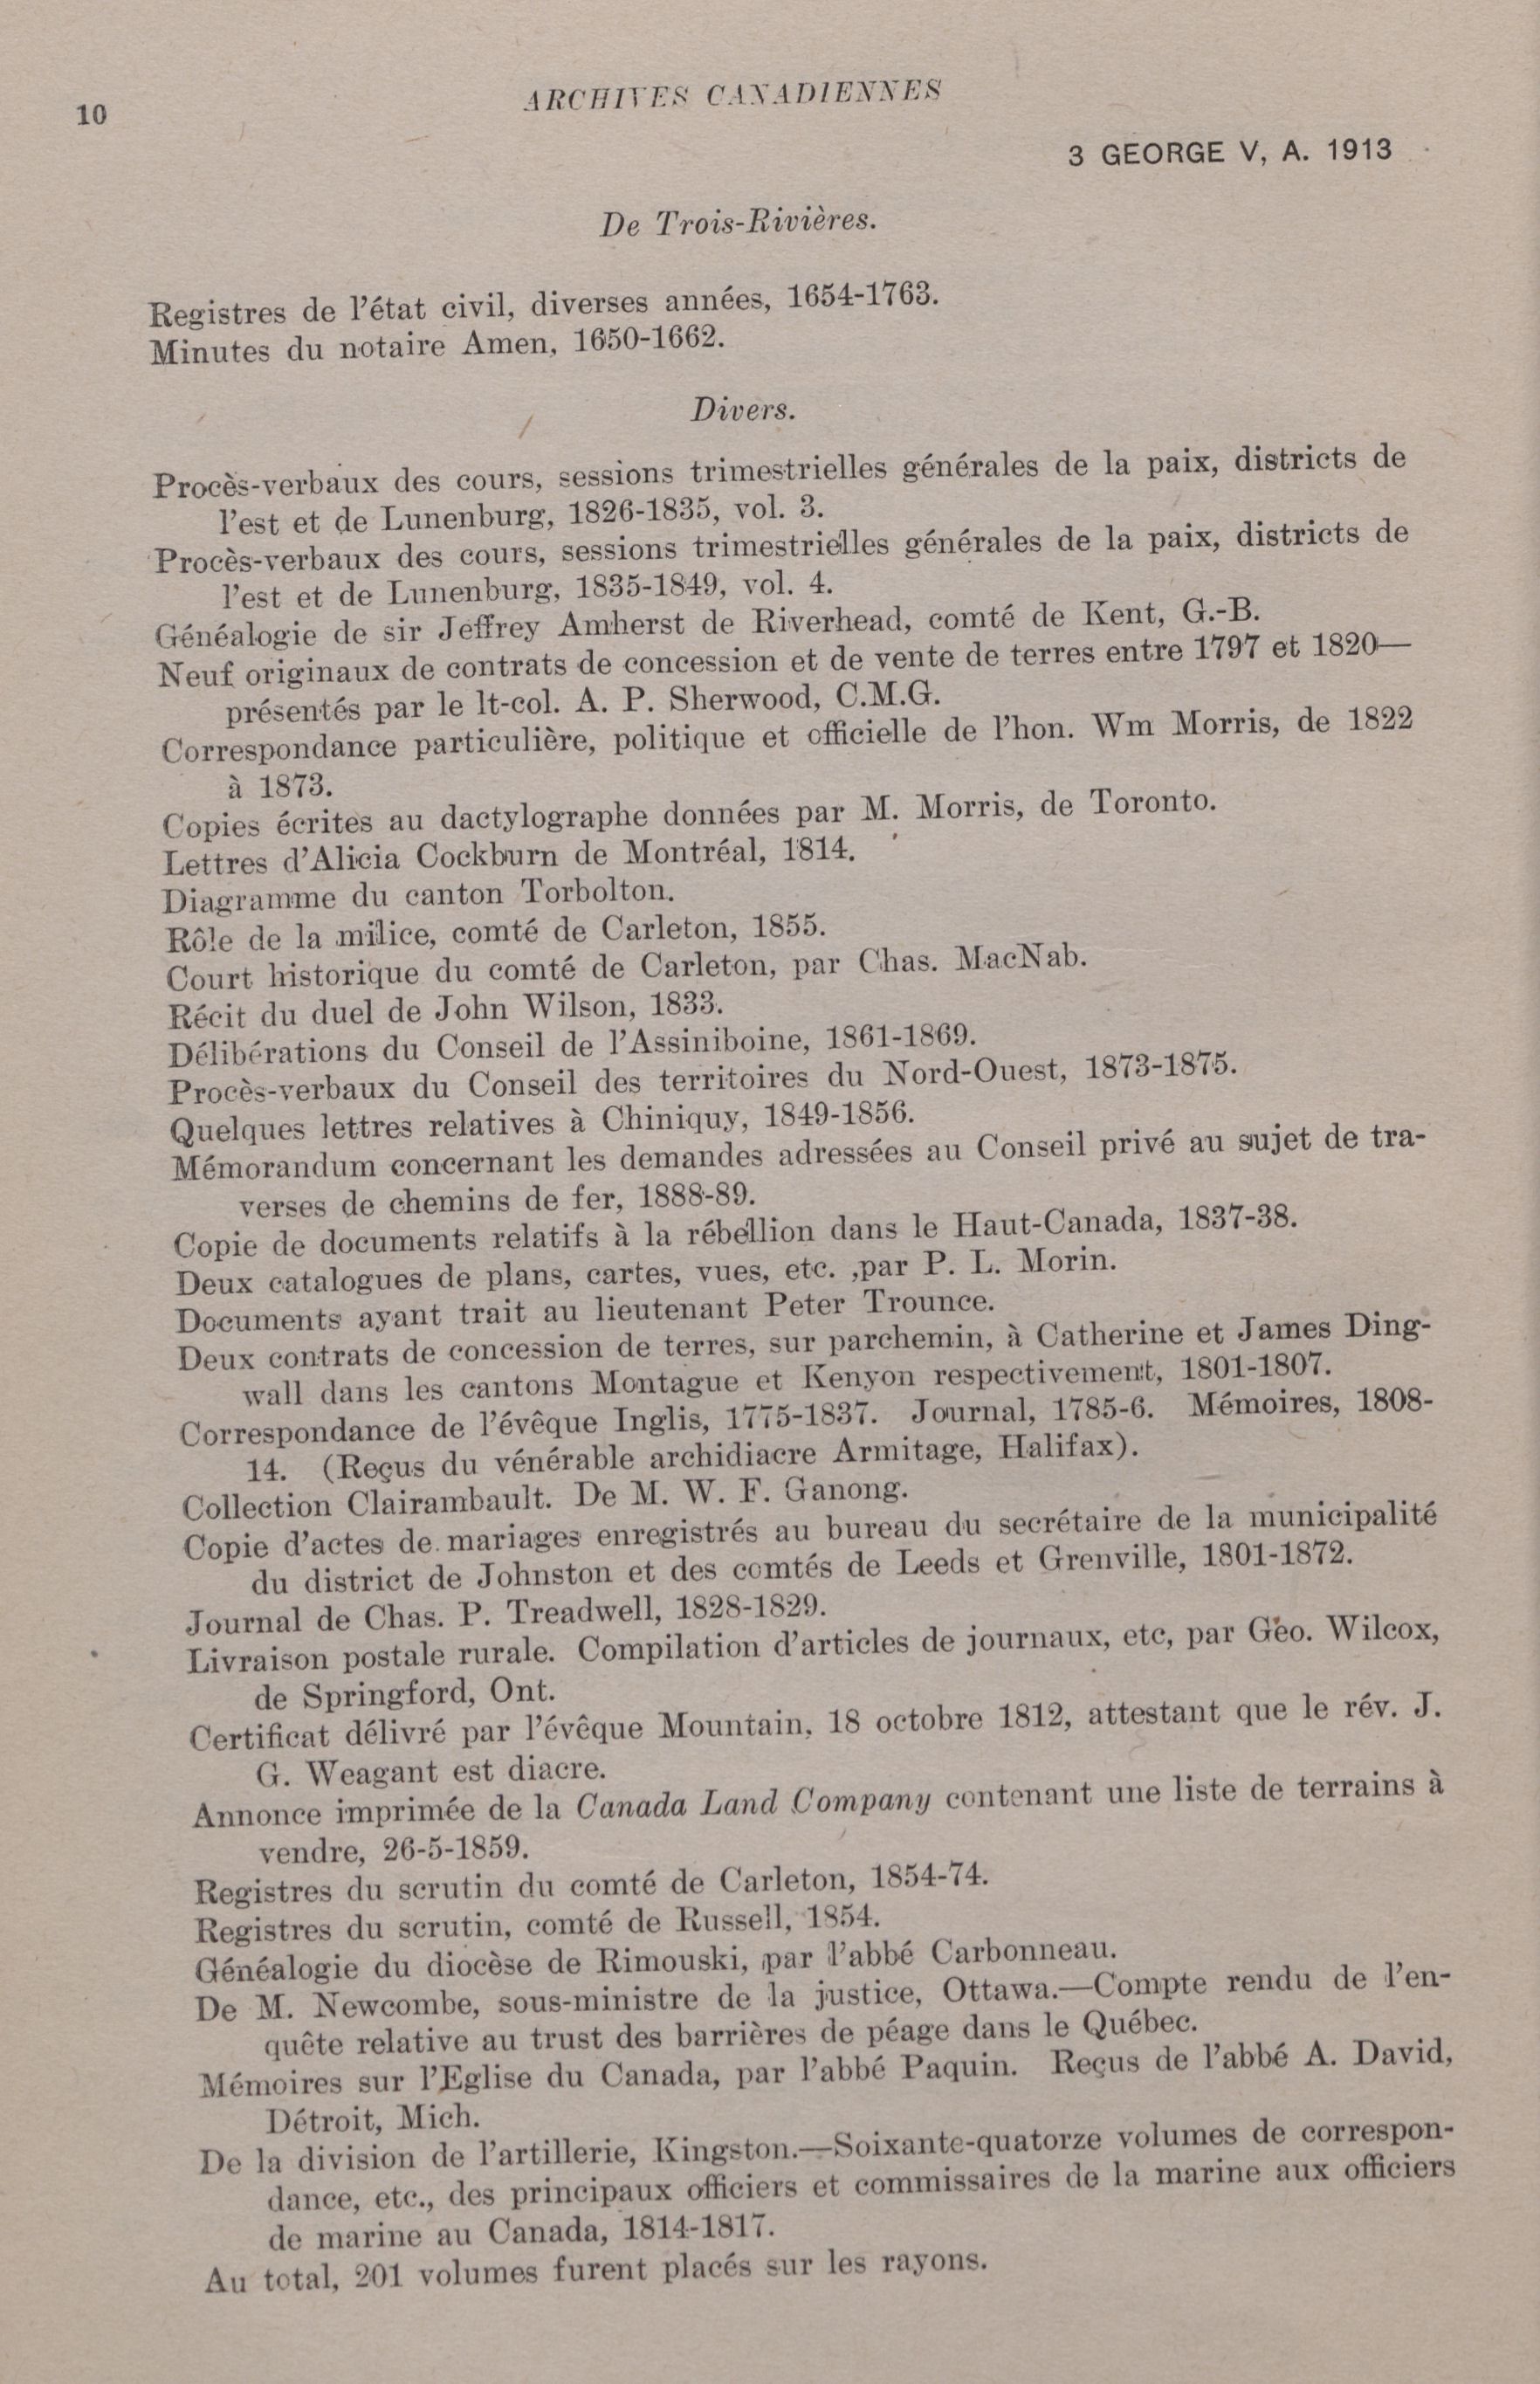 10
ARCHIVES CANADIENNES
3 GEORGE V, A. 1913
De Trois-Rivières.
Registres de l'état civil, diverses années, 1654-1763.
Minutes du notaire Amen, 1650-1662.
Divers.
Procès-verbaux des cours, sessions trimestrielles générales de la paix, districts de
l'est et de Lunenburg, 1826-1835, vol. 3.
Procès-verbaux des cours, sessions trimestrielles générales de la paix, districts de
l'est et de Lunenburg, 1835-1849, vol. 4.
Généalogie de sir Jeffrey Amherst de Riverhead, comté de Kent, G.-B.
Neuf originaux de contrats de concession et de vente de terres entre 1797 et 1820—
présentés par le lt-col. A. P. Sherwood, C.M.G.
Correspondance particulière, politique et officielle de l'hon. Wm Morris, de 1822
à 1873.
Copies écrites au dactylographe données par M. Morris, de Toronto.
Lettres d'Alicia Cockburn de Montréal, 1814.
Diagramme du canton Torbolton.
Rôle de la milice, comté de Carleton, 1855.
Court historique du comté de Carleton, par Chas. MacNab.
Récit du duel de John Wilson, 1833.
Délibérations du Conseil de l'Assiniboine, 1861-1869.
Procès-verbaux du Conseil des territoires du Nord-Ouest, 1873-1875.
Quelques lettres relatives à Chiniquy, 1849-1856.
Mémorandum concernant les demandes adressées au Conseil privé au sujet de tra-
verses de chemins de fer, 1888-89.
Copie de documents relatifs à la rébellion dans le Haut-Canada, 1837-38.
Deux catalogues de plans, cartes, vues, etc. ,par P. L. Morin.
Documents ayant trait au lieutenant Peter Trounce.
Deux contrats de concession de terres, sur parchemin, à Catherine et James Ding-
wall dans les cantons Montague et Kenyon respectivement, 1801-1807.
Correspondance de l'évêque Inglis, 1775-1837. Journal, 1785-6. Mémoires, 1808-
14. (Reçus du vénérable archidiacre Armitage, Halifax).
Collection Clairambault. De M. W. F. Ganong.
Copie d'actes de mariages enregistrés au bureau du secrétaire de la municipalité
du district de Johnston et des comtés de Leeds et Grenville, 1801-1872.
Journal de Chas. P. Treadwell, 1828-1829.
Livraison postale rurale. Compilation d'articles de journaux, etc, par Geo. Wilcox,
de Springford, Ont.
Certificat délivré par l'évêque Mountain, 18 octobre 1812, attestant que le rév. J.
G. Weagant est diacre.
Annonce imprimée de la Canada Land Company contenant une liste de terrains à
vendre, 26-5-1859.
Registres du scrutin du comté de Carleton, 1854-74.
Registres du scrutin, comté de Russell, 1854.
Généalogie du diocèse de Rimouski, par l'abbé Carbonneau.
De M. Newcombe, sous-ministre de la justice, Ottawa.—Compte rendu de l'en-
quête relative au trust des barrières de péage dans le Québec.
Mémoires sur l'Eglise du Canada, par l'abbé Paquin. Reçus de l'abbé A. David,
Détroit, Mich.
De la division de l'artillerie, Kingston.—Soixante-quatorze volumes de correspon-
dance, etc., des principaux officiers et commissaires de la marine aux officiers
de marine au Canada, 1814-1817.
Au total, 201 volumes furent placés sur les rayons.